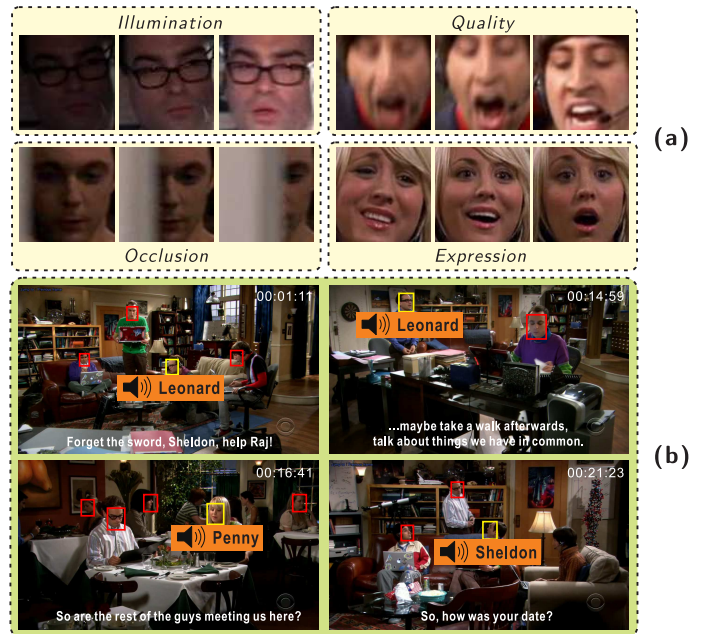 Illumination
Quality
(a)
Occlusion
Expression
00:01:11
Leonard
Forget the sword, Sheldon, help Raj!
00:14:59
Leonard
...maybe take a walk afterwards,
talk about things we have in common.
(b)
00:16:41
Penny
So are the rest of the guys meeting us here?
00:21:23
Sheldon
So, how was your date?